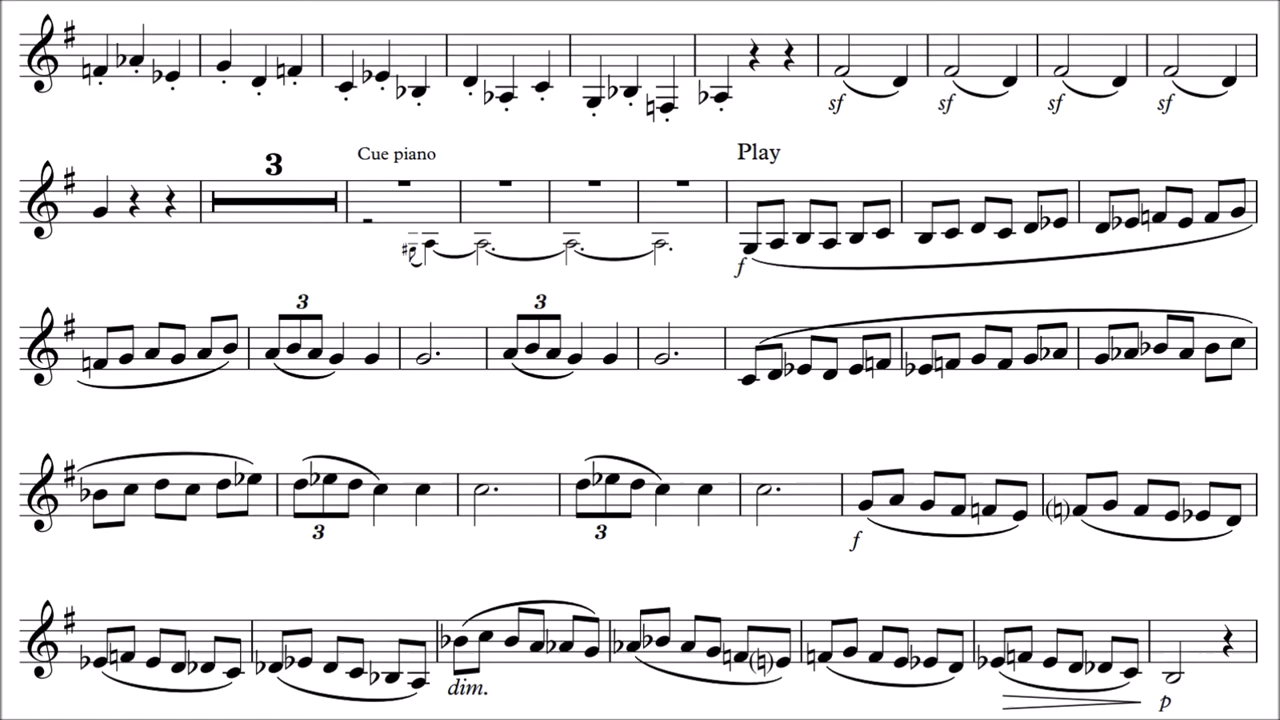 sf sf sf sf
3 Cue piano Play
f
3 3
3 3
f
dim.
p